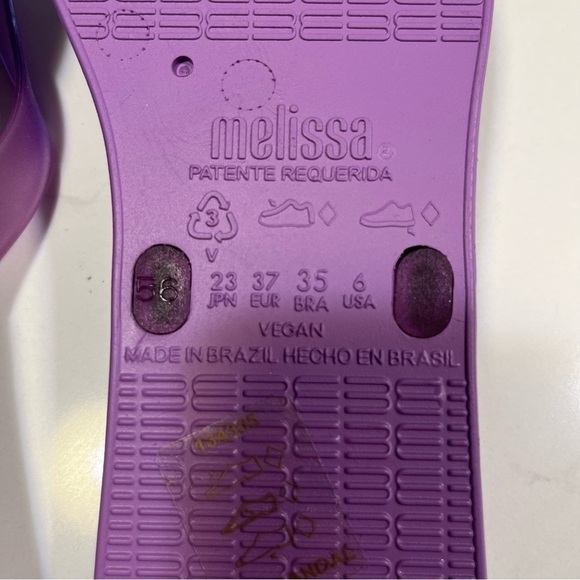 melissa
PATENTE REQUERIDA
3
V
56
23 37 35 6
JPN EUR BRA USA
VEGAN
MADE IN BRAZIL HECHO EN BRASIL